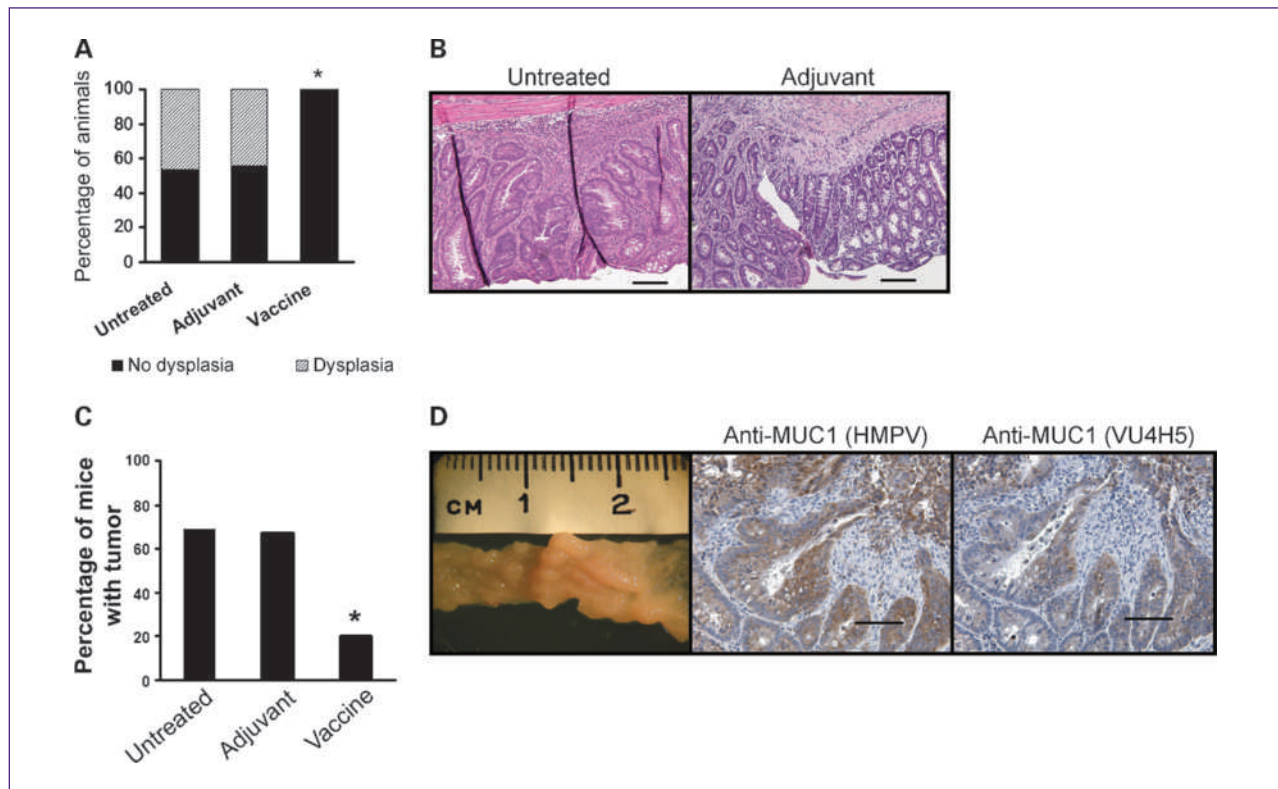 A
Percentage of animals
100
80
60
40
20
0
*
Untreated
Adjuvant
Vaccine
No dysplasia
Dysplasia
B
Untreated
Adjuvant
C
Percentage of mice
with tumor
100
80
60
40
20
0
*
Untreated
Adjuvant
Vaccine
D
Anti-MUC1 (HMPV)
Anti-MUC1 (VU4H5)
CM 1 2